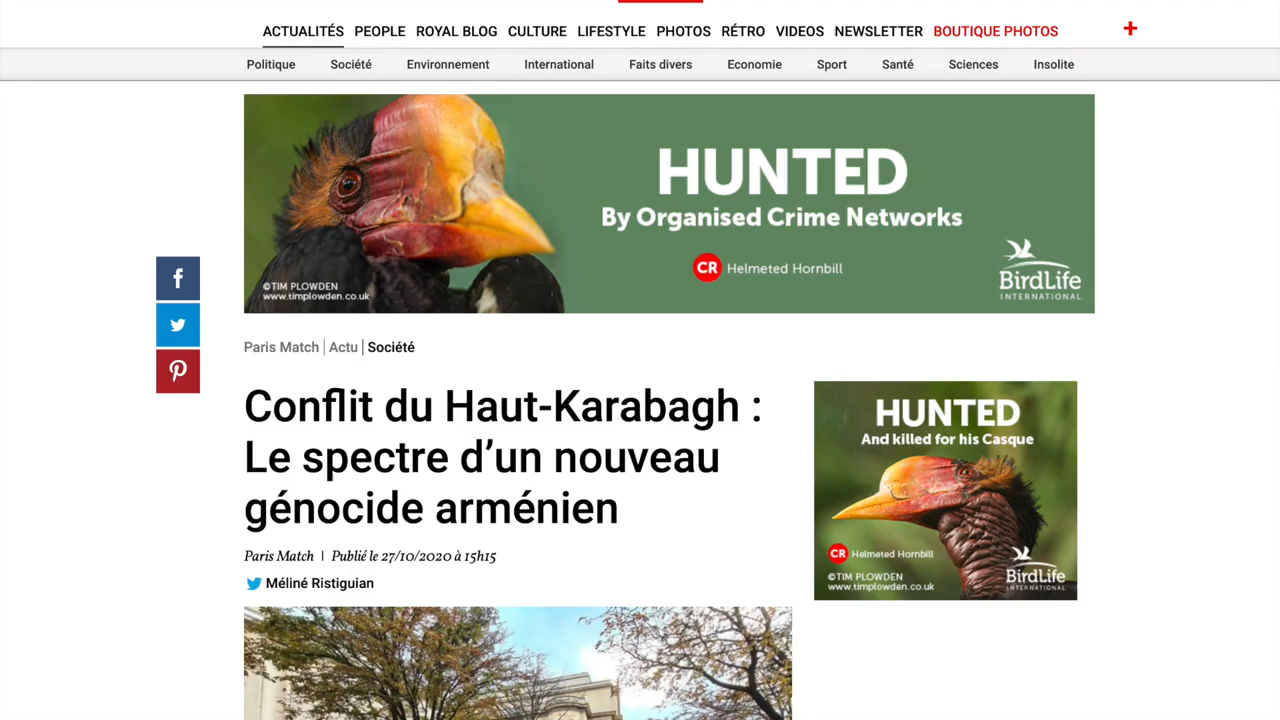 ACTUALITÉS PEOPLE ROYAL BLOG CULTURE LIFESTYLE PHOTOS RÉTRO VIDEOS NEWSLETTER BOUTIQUE PHOTOS +
Politique Société Environnement International Faits divers Economie Sport Santé Sciences Insolite
HUNTED
By Organised Crime Networks
CR Helmeted Hornbill
©TIM PLOWDEN
www.timplowden.co.uk
BirdLife
INTERNATIONAL
Paris Match | Actu | Société
Conflit du Haut-Karabagh :
Le spectre d’un nouveau
génocide arménien
Paris Match | Publié le 27/10/2020 à 15h15
Méliné Ristiguian
HUNTED
And killed for his Casque
CR Helmeted Hornbill
©TIM PLOWDEN
www.timplowden.co.uk
BirdLife
INTERNATIONAL